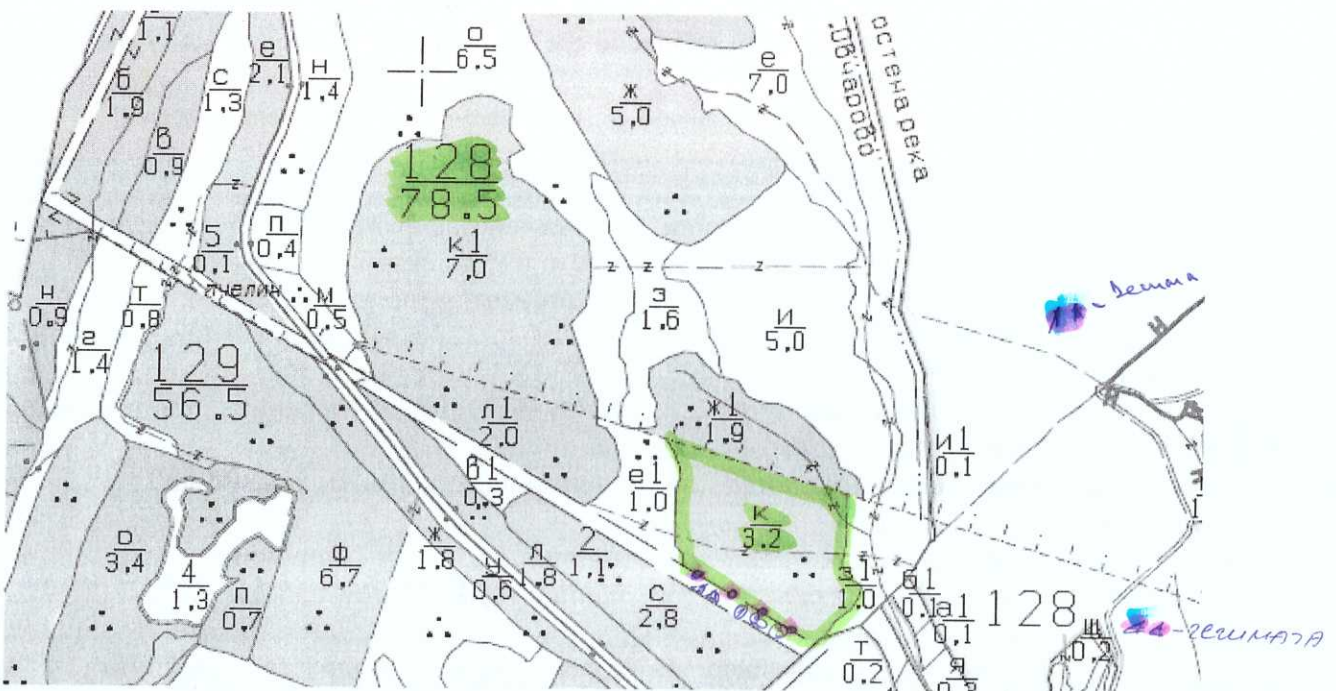 1,1
б
1.9
в
0.9
с
1,3
е
2,1
н
1,4
о
6,5
ж
5,0
е
7,0
Овчарово
остена река
128
78.5
к1
7,0
п
0,4
5
0,1
пчелин
м
0,5
н
0.9
т
0.8
г
1.4
129
56.5
з
1.6
и
5,0
л1
2,0
в1
0.3
ж1
1.9
е1
1.0
и1
0.1
к
3.2
о
3,4
4
1,3
п
0,7
ф
6,7
ж
1.8
у
0.6
л
1,8
2
1,1
с
2,8
з1
1.0
б1
0.1
а1
0,1
128
щ
0.2
т
0.2
я